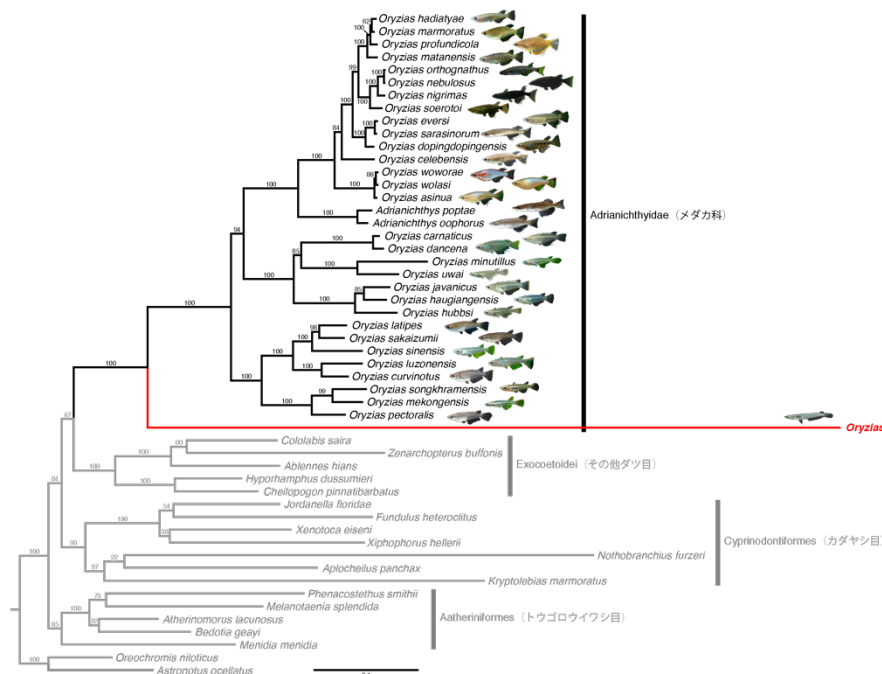 Oryzias hadiatyae
Oryzias marmoratus
Oryzias profundicola
Oryzias matanensis
Oryzias orthognathus
Oryzias nebulosus
Oryzias nigrimas
Oryzias soerotoi
Oryzias eversi
Oryzias sarasinorum
Oryzias dopingdopingensis
Oryzias celebensis
Oryzias woworae
Oryzias wolasi
Oryzias asinua
Adrianichthys poptae
Adrianichthys oophorus
Oryzias carnaticus
Oryzias dancena
Oryzias minutillus
Oryzias uwai
Oryzias javanicus
Oryzias haugiangensis
Oryzias hubbsi
Oryzias latipes
Oryzias sakaizumii
Oryzias sinensis
Oryzias luzonensis
Oryzias curvinotus
Oryzias songkhramensis
Oryzias mekongensis
Oryzias pectoralis
Oryzias
Adrianichthyidae（メダカ科）
Cololabis saira
Zenarchopterus buffonis
Ablennes hians
Hyporhamphus dussumieri
Cheilopogon pinnatibarbatus
Exocoetoidei（その他ダツ目）
Jordanella floridae
Fundulus heteroclitus
Xenotoca eiseni
Xiphophorus hellerii
Nothobranchius furzeri
Aplocheilus panchax
Kryptolebias marmoratus
Cyprinodontiformes（カダヤシ目）
Phenacostethus smithii
Melanotaenia splendida
Atherinomorus lacunosus
Bedotia geayi
Menidia menidia
Aatheriniformes（トウゴロウイワシ目）
Oreochromis niloticus
Astronotus ocellatus